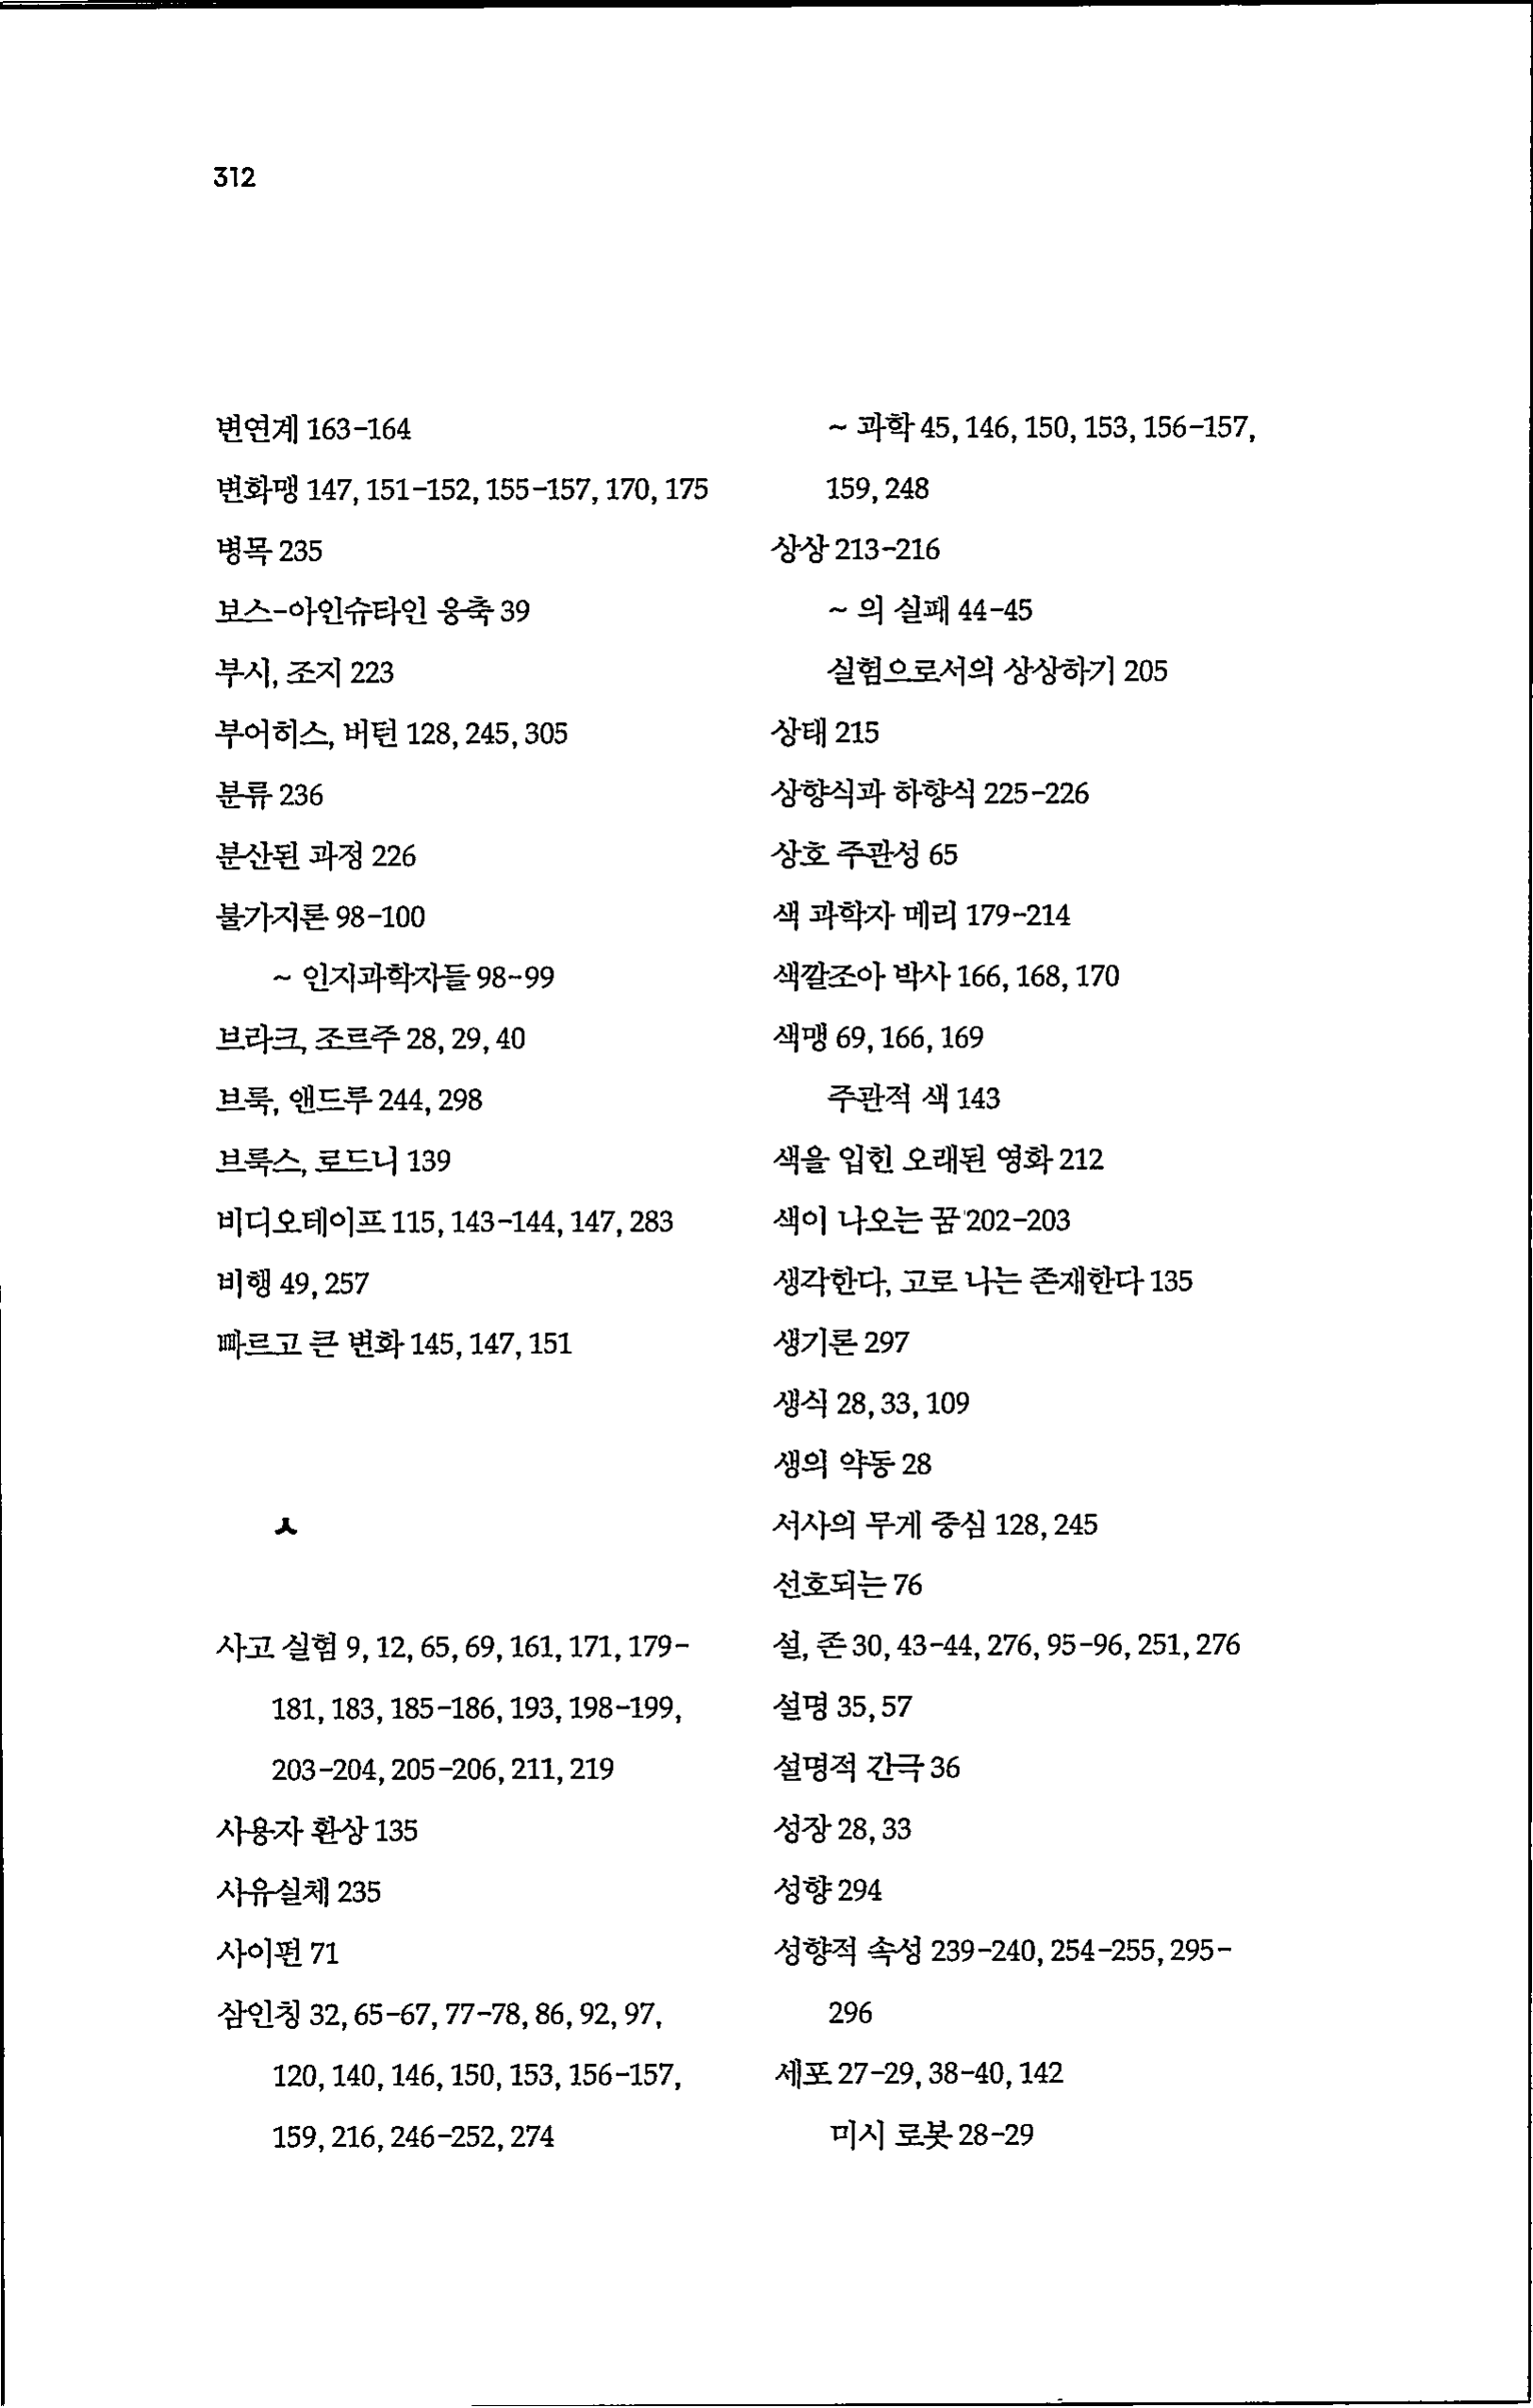 312
변연계 163-164
변화맹 147, 151-152, 155-157, 170, 175
병목 235
보스-아인슈타인 응축 39
부시, 조지 223
부어히스, 버턴 128, 245, 305
분류 236
분산된 과정 226
불가지론 98-100
~ 인지과학자들 98-99
브라크, 조르주 28, 29, 40
브룩, 앤드루 244, 298
브룩스, 로드니 139
비디오테이프 115, 143-144, 147, 283
비행 49, 257
빠르고 큰 변화 145, 147, 151
ㅅ
사고 실험 9, 12, 65, 69, 161, 171, 179-
181, 183, 185-186, 193, 198-199,
203-204, 205-206, 211, 219
사용자 환상 135
사유실체 235
사이펀 71
삼인칭 32, 65-67, 77-78, 86, 92, 97,
120, 140, 146, 150, 153, 156-157,
159, 216, 246-252, 274
~ 과학 45, 146, 150, 153, 156-157,
159, 248
상상 213-216
~ 의 실패 44-45
실험으로서의 상상하기 205
상태 215
상향식과 하향식 225-226
상호 주관성 65
색 과학자 메리 179-214
색깔조아 박사 166, 168, 170
색맹 69, 166, 169
주관적 색 143
색을 입힌 오래된 영화 212
색이 나오는 꿈 202-203
생각한다, 고로 나는 존재한다 135
생기론 297
생식 28, 33, 109
생의 약동 28
서사의 무게 중심 128, 245
선호되는 76
설, 존 30, 43-44, 276, 95-96, 251, 276
설명 35, 57
설명적 간극 36
성장 28, 33
성향 294
성향적 속성 239-240, 254-255, 295-
296
세포 27-29, 38-40, 142
미시 로봇 28-29